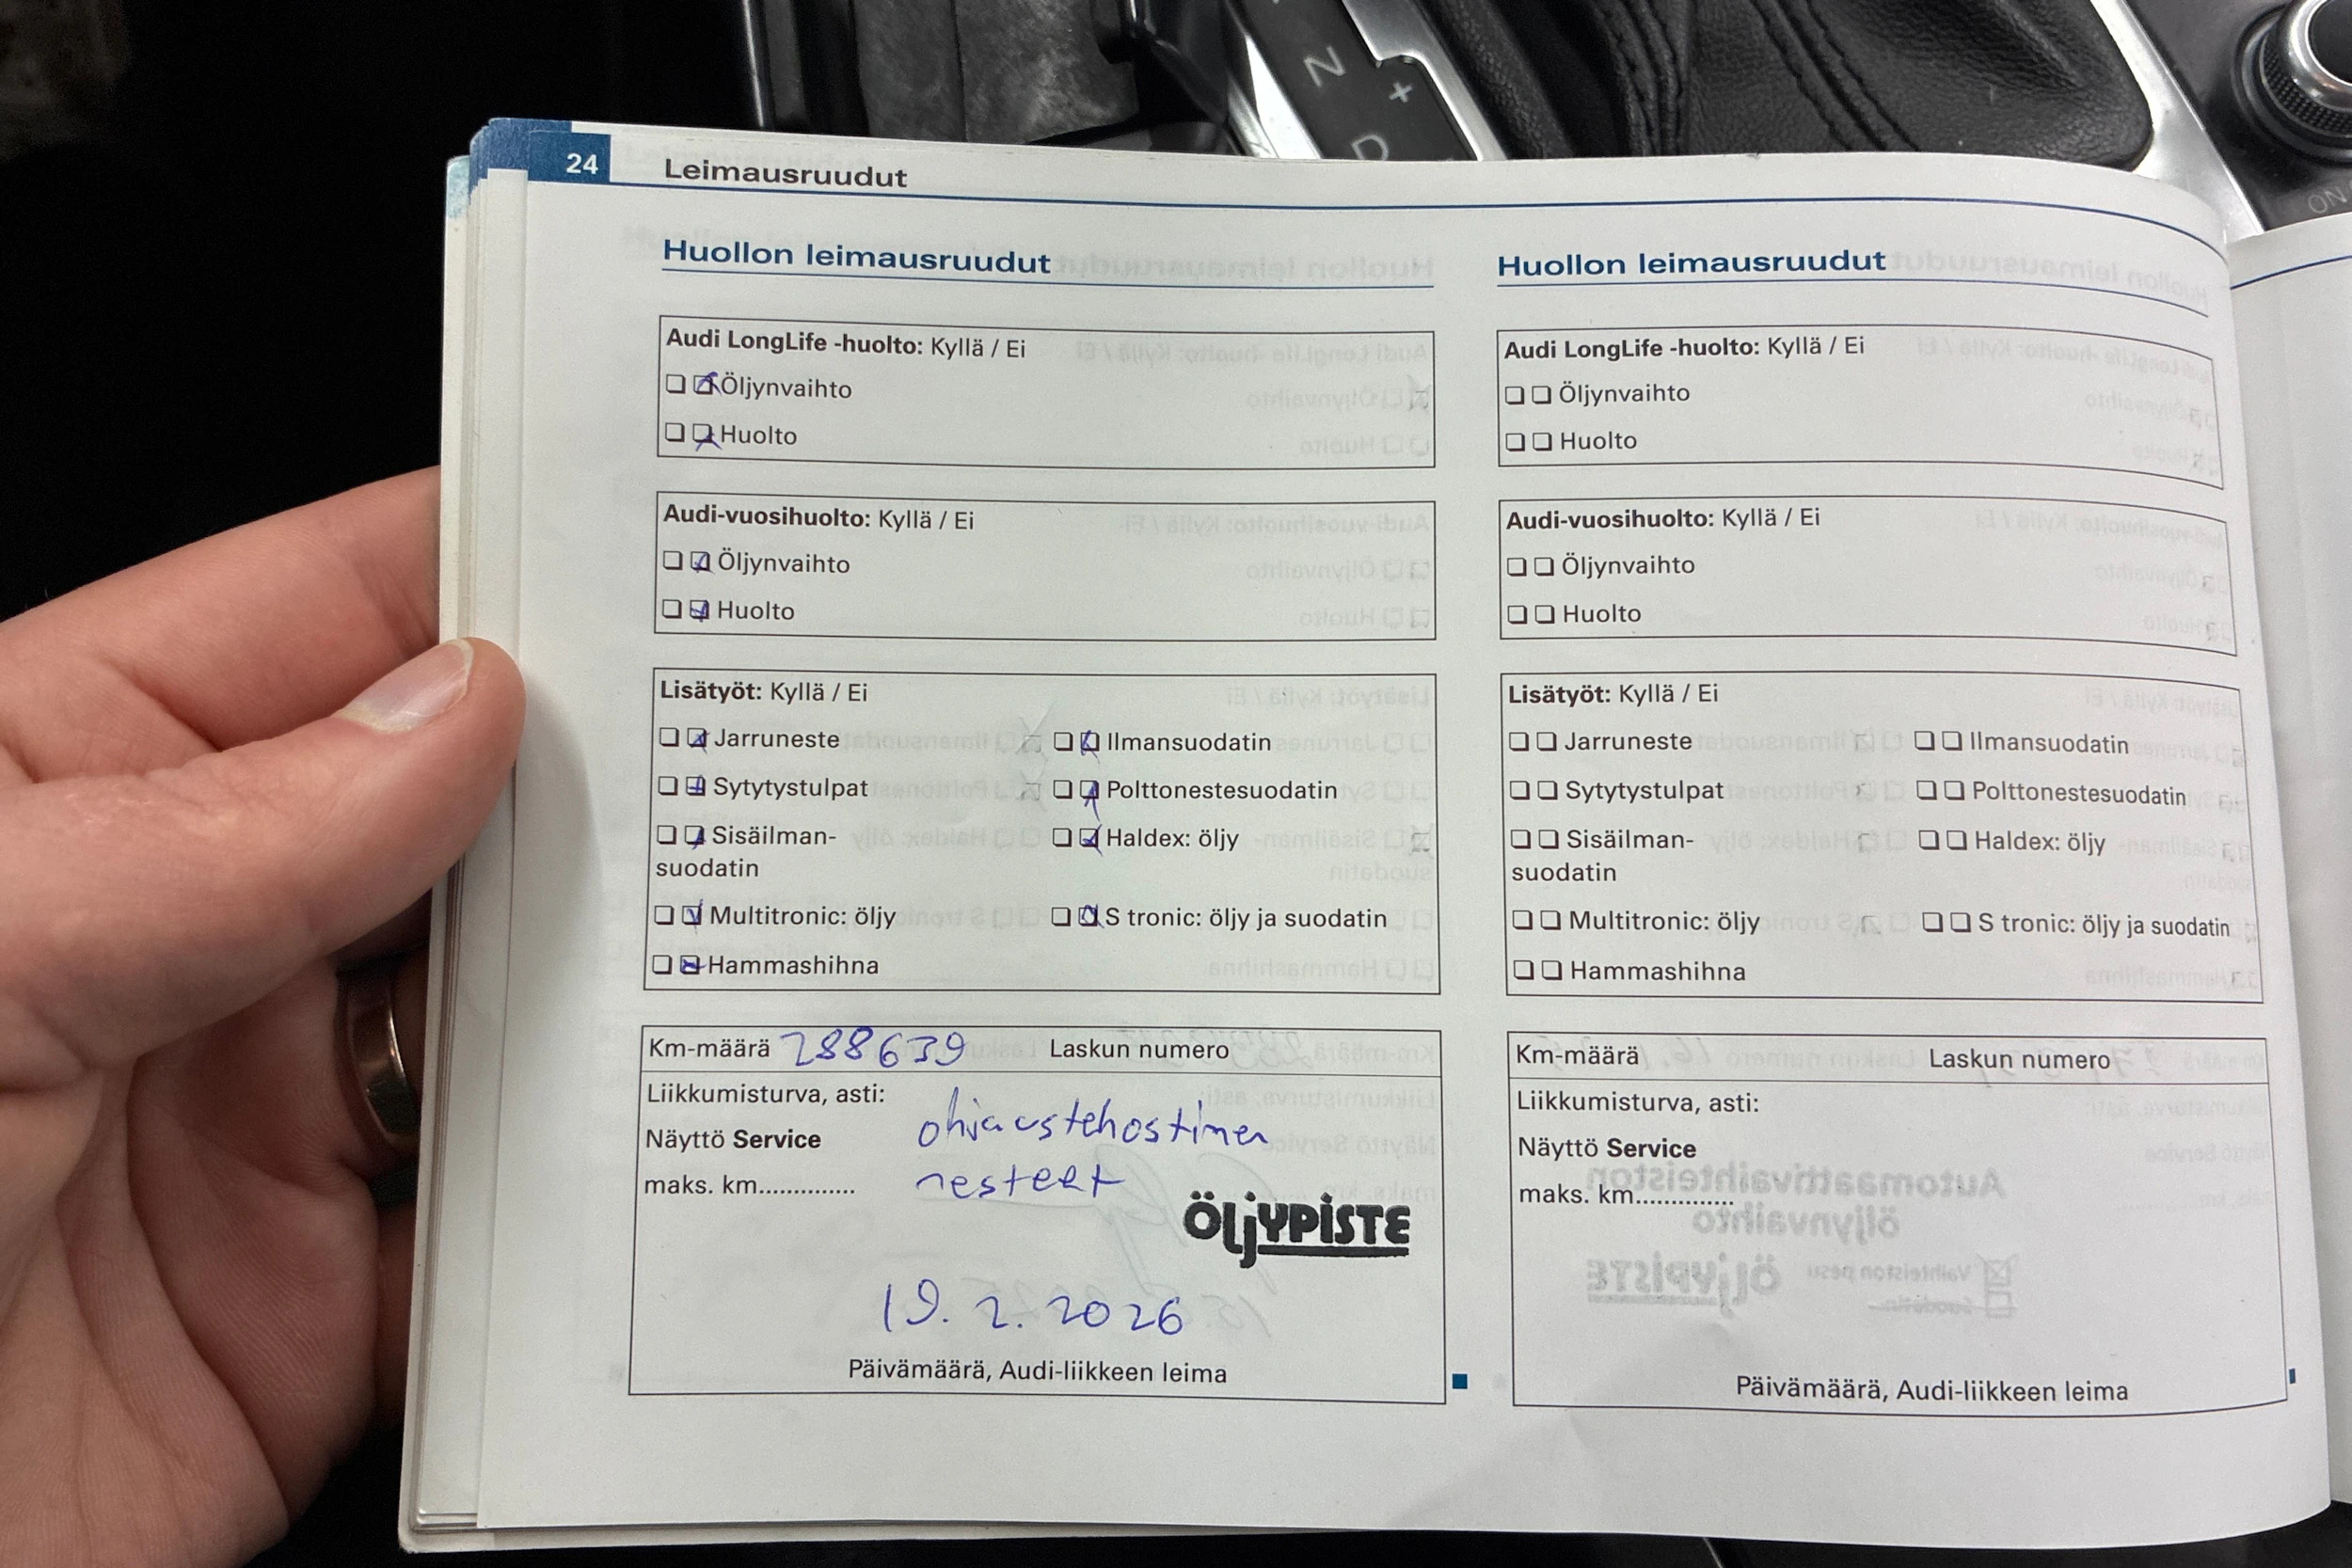 N
+
D
ON
24
Leimausruudut
Huollon leimausruudut
Audi LongLife -huolto: Kyllä / Ei
Öljynvaihto
Huolto
Audi-vuosihuolto: Kyllä / Ei
Öljynvaihto
Huolto
Lisätyöt: Kyllä / Ei
Jarruneste
Ilmansuodatin
Sytytystulpat
Polttonestesuodatin
Sisäilman-
suodatin
Haldex: öljy
Multitronic: öljy
S tronic: öljy ja suodatin
Hammashihna
Km-määrä 288639 Laskun numero
Liikkumisturva, asti:
Näyttö Service
maks. km..............
ohjaustehostimen
nesteet
ÖLJYPISTE
19. 2. 2026
Päivämäärä, Audi-liikkeen leima
Huollon leimausruudut
Audi LongLife -huolto: Kyllä / Ei
Öljynvaihto
Huolto
Audi-vuosihuolto: Kyllä / Ei
Öljynvaihto
Huolto
Lisätyöt: Kyllä / Ei
Jarruneste
Ilmansuodatin
Sytytystulpat
Polttonestesuodatin
Sisäilman-
suodatin
Haldex: öljy
Multitronic: öljy
S tronic: öljy ja suodatin
Hammashihna
Km-määrä Laskun numero
Liikkumisturva, asti:
Näyttö Service
maks. km..............
Päivämäärä, Audi-liikkeen leima